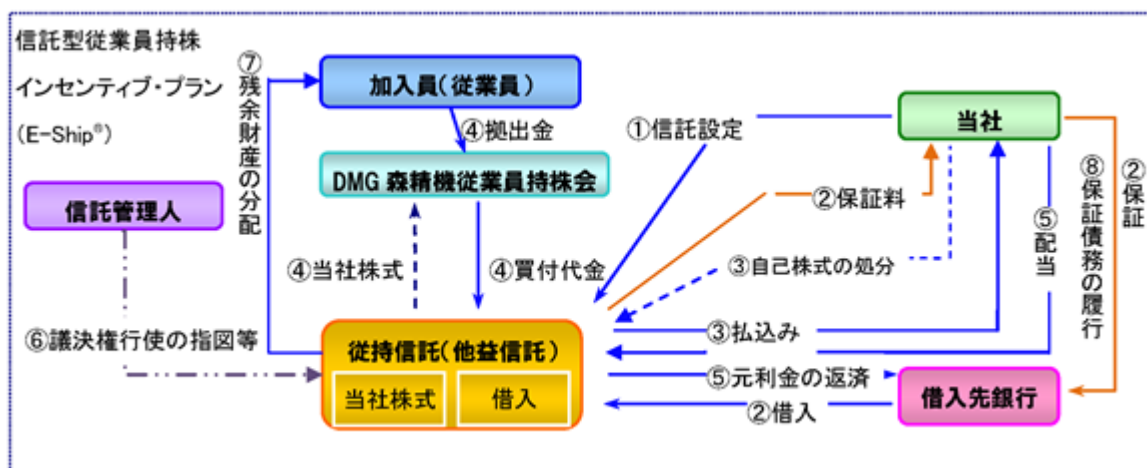 信託型従業員持株
インセンティブ・プラン
(E-Ship®)
⑦残余財産の分配
加入員(従業員)
④拠出金
DMG 森精機従業員持株会
信託管理人
④当社株式
④買付代金
⑥議決権行使の指図等
従持信託(他益信託)
当社株式
借入
①信託設定
当社
②保証料
③自己株式の処分
③払込み
⑤配当
⑧保証債務の履行
②保証
⑤元利金の返済
②借入
借入先銀行